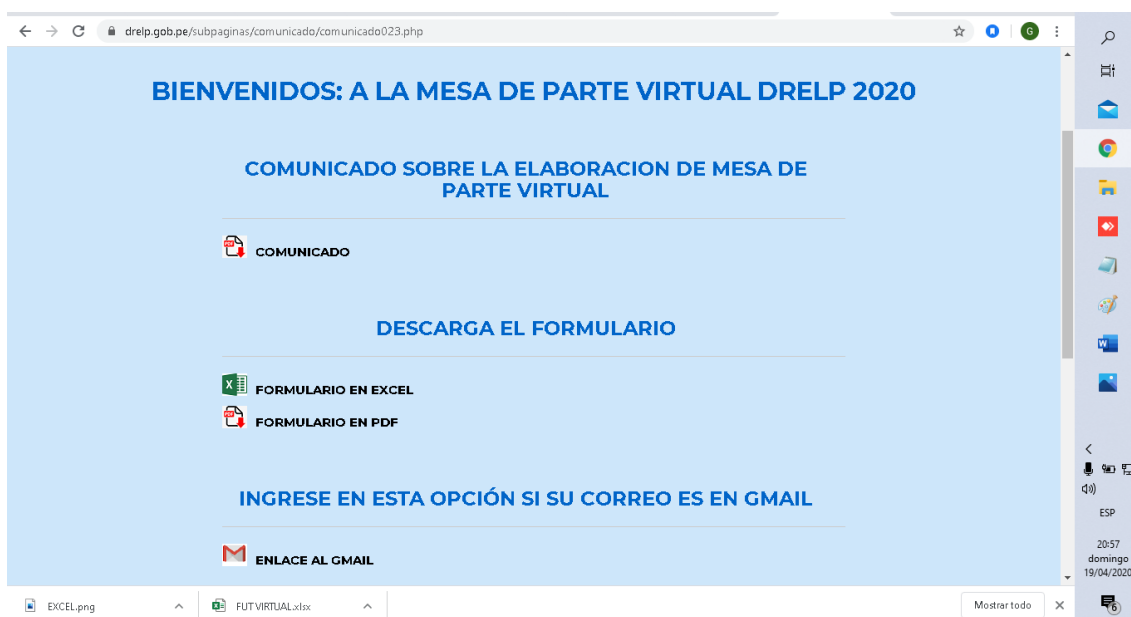 drelp.gob.pe/subpaginas/comunicado/comunicado023.php
G
BIENVENIDOS: A LA MESA DE PARTE VIRTUAL DRELP 2020
COMUNICADO SOBRE LA ELABORACION DE MESA DE
PARTE VIRTUAL
COMUNICADO
DESCARGA EL FORMULARIO
FORMULARIO EN EXCEL
FORMULARIO EN PDF
INGRESE EN ESTA OPCIÓN SI SU CORREO ES EN GMAIL
ENLACE AL GMAIL
EXCEL.png
FUT VIRTUAL.xlsx
Mostrar todo
ESP
20:57
domingo
19/04/2020
6